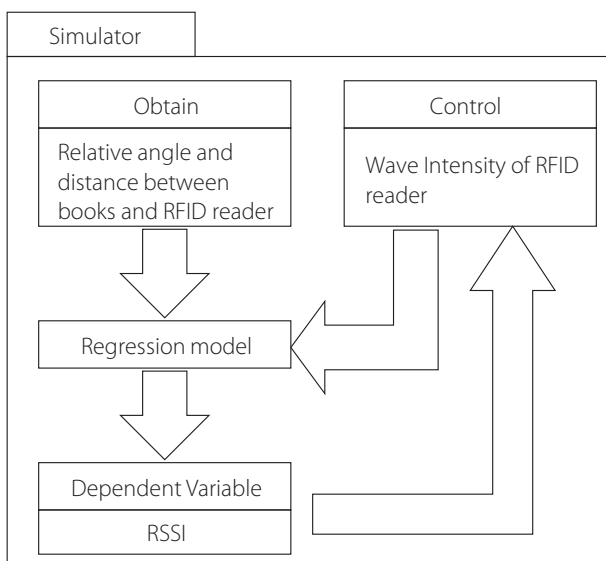 Simulator
Obtain
Relative angle and
distance between
books and RFID reader
Control
Wave Intensity of RFID
reader
Regression model
Dependent Variable
RSSI